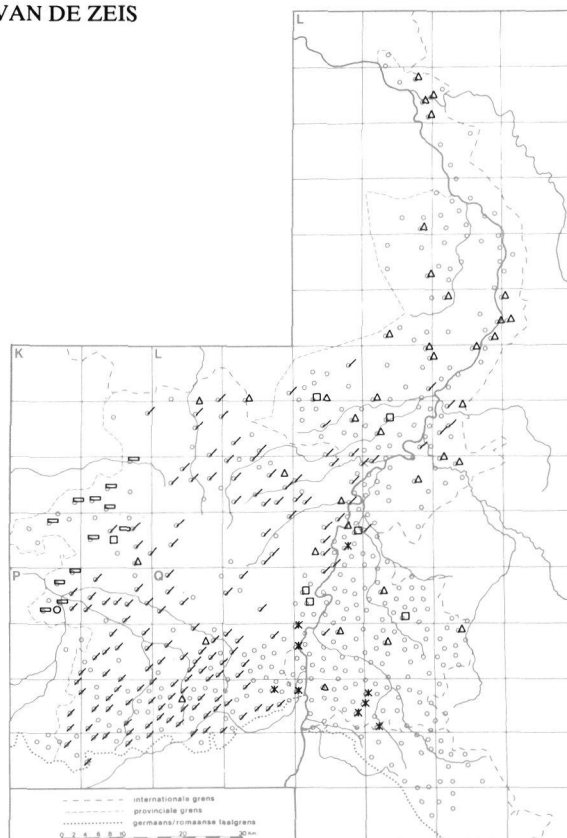 VAN DE ZEIS
L
K L
P Q
internationale grens
provinciale grens
germaans/romaanse taalgrens
0 2 4 6 8 10 20 30 km